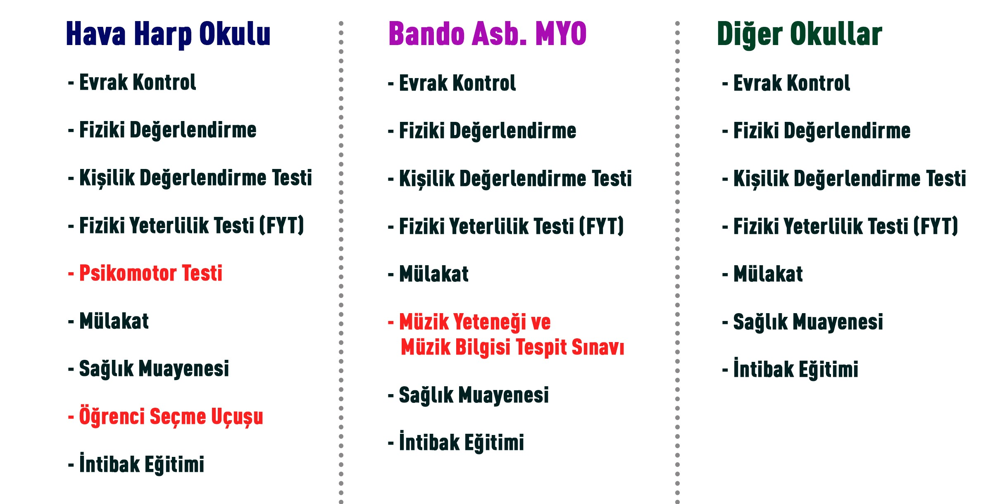 Hava Harp Okulu
- Evrak Kontrol
- Fiziki Değerlendirme
- Kişilik Değerlendirme Testi
- Fiziki Yeterlilik Testi (FYT)
- Psikomotor Testi
- Mülakat
- Sağlık Muayenesi
- Öğrenci Seçme Uçuşu
- İntibak Eğitimi
Bando Asb. MYO
- Evrak Kontrol
- Fiziki Değerlendirme
- Kişilik Değerlendirme Testi
- Fiziki Yeterlilik Testi (FYT)
- Mülakat
- Müzik Yeteneği ve
Müzik Bilgisi Tespit Sınavı
- Sağlık Muayenesi
- İntibak Eğitimi
Diğer Okullar
- Evrak Kontrol
- Fiziki Değerlendirme
- Kişilik Değerlendirme Testi
- Fiziki Yeterlilik Testi (FYT)
- Mülakat
- Sağlık Muayenesi
- İntibak Eğitimi